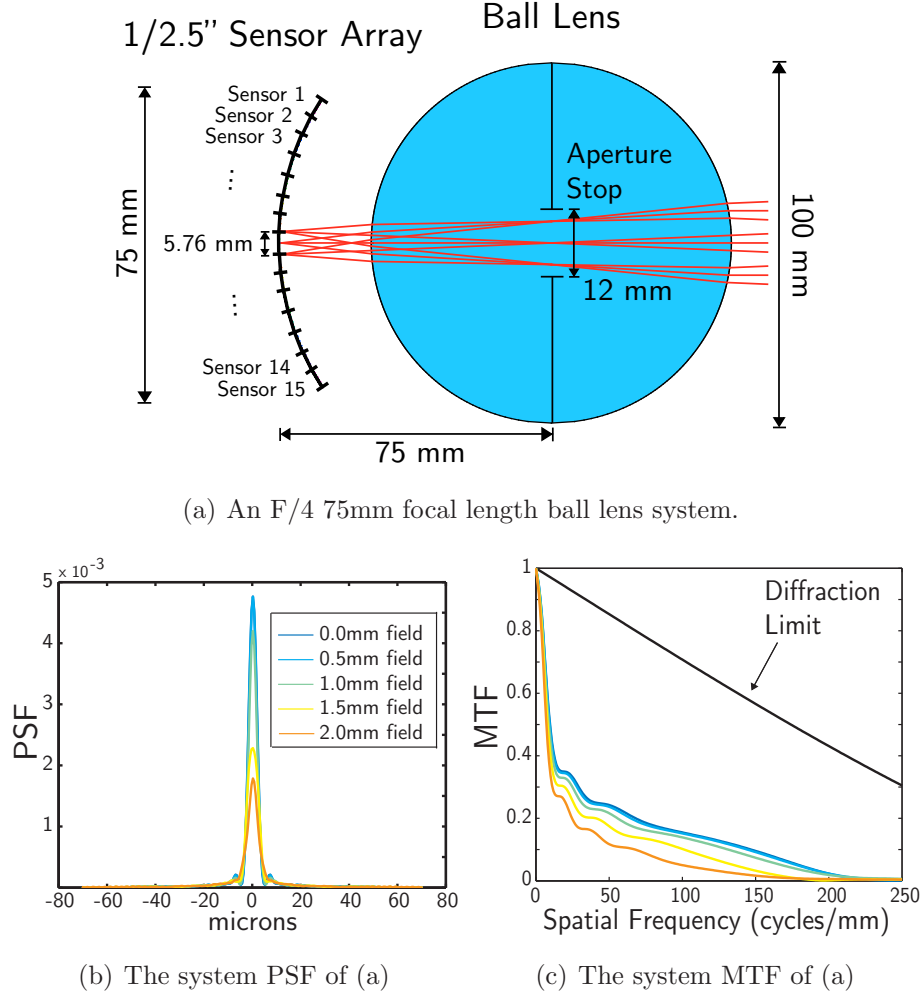 Ball Lens
1/2.5" Sensor Array
Sensor 1
Sensor 2
Sensor 3
...
Aperture
Stop
75 mm
5.76 mm
100 mm
12 mm
...
Sensor 14
Sensor 15
75 mm
(a) An F/4 75mm focal length ball lens system.
5 × 10⁻³
4
3
2
1
PSF
0.0mm field
0.5mm field
1.0mm field
1.5mm field
2.0mm field
-80 -60 -40 -20 0 20 40 60 80
microns
(b) The system PSF of (a)
1
0.8
0.6
0.4
0.2
0
MTF
Diffraction
Limit
0 50 100 150 200 250
Spatial Frequency (cycles/mm)
(c) The system MTF of (a)